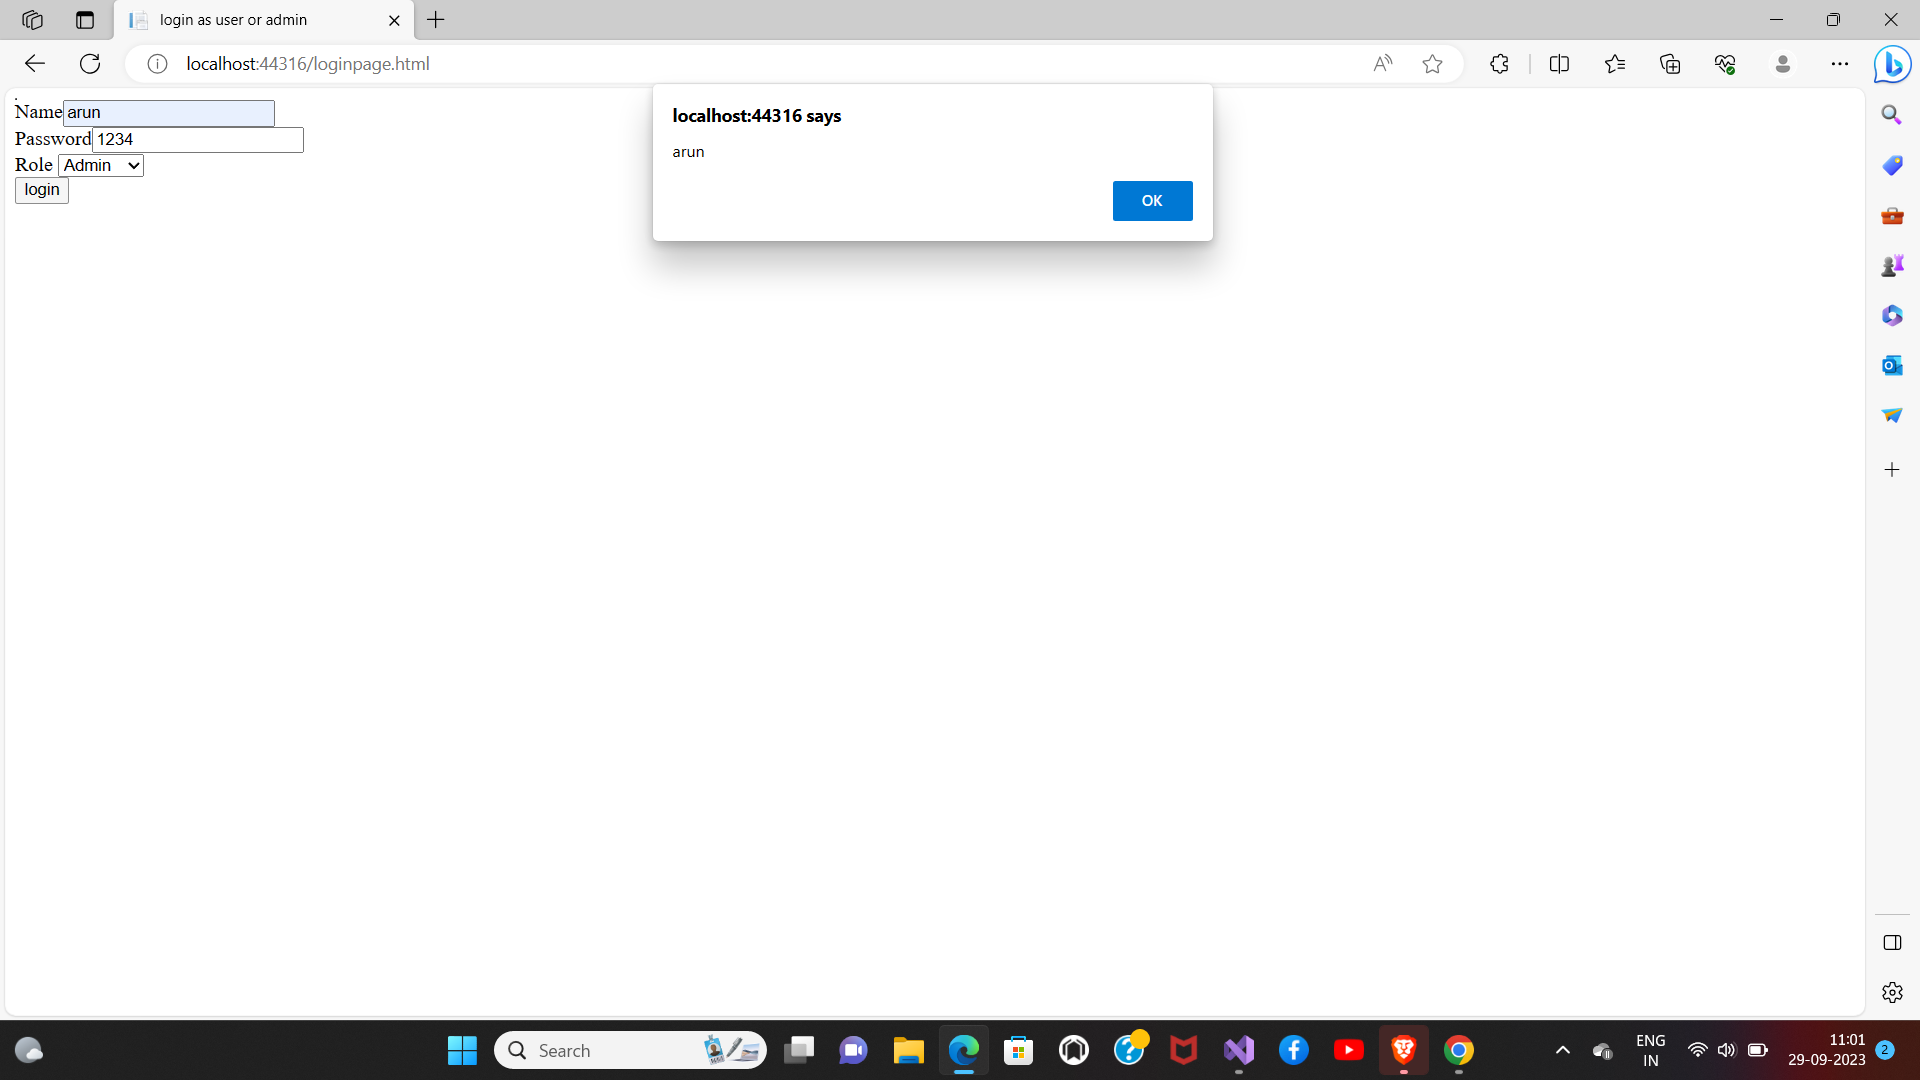 login as user or admin
localhost:44316/loginpage.html
Name arun
Password 1234
Role Admin
login
localhost:44316 says
arun
OK
Search
ENG
IN
11:01
29-09-2023
2